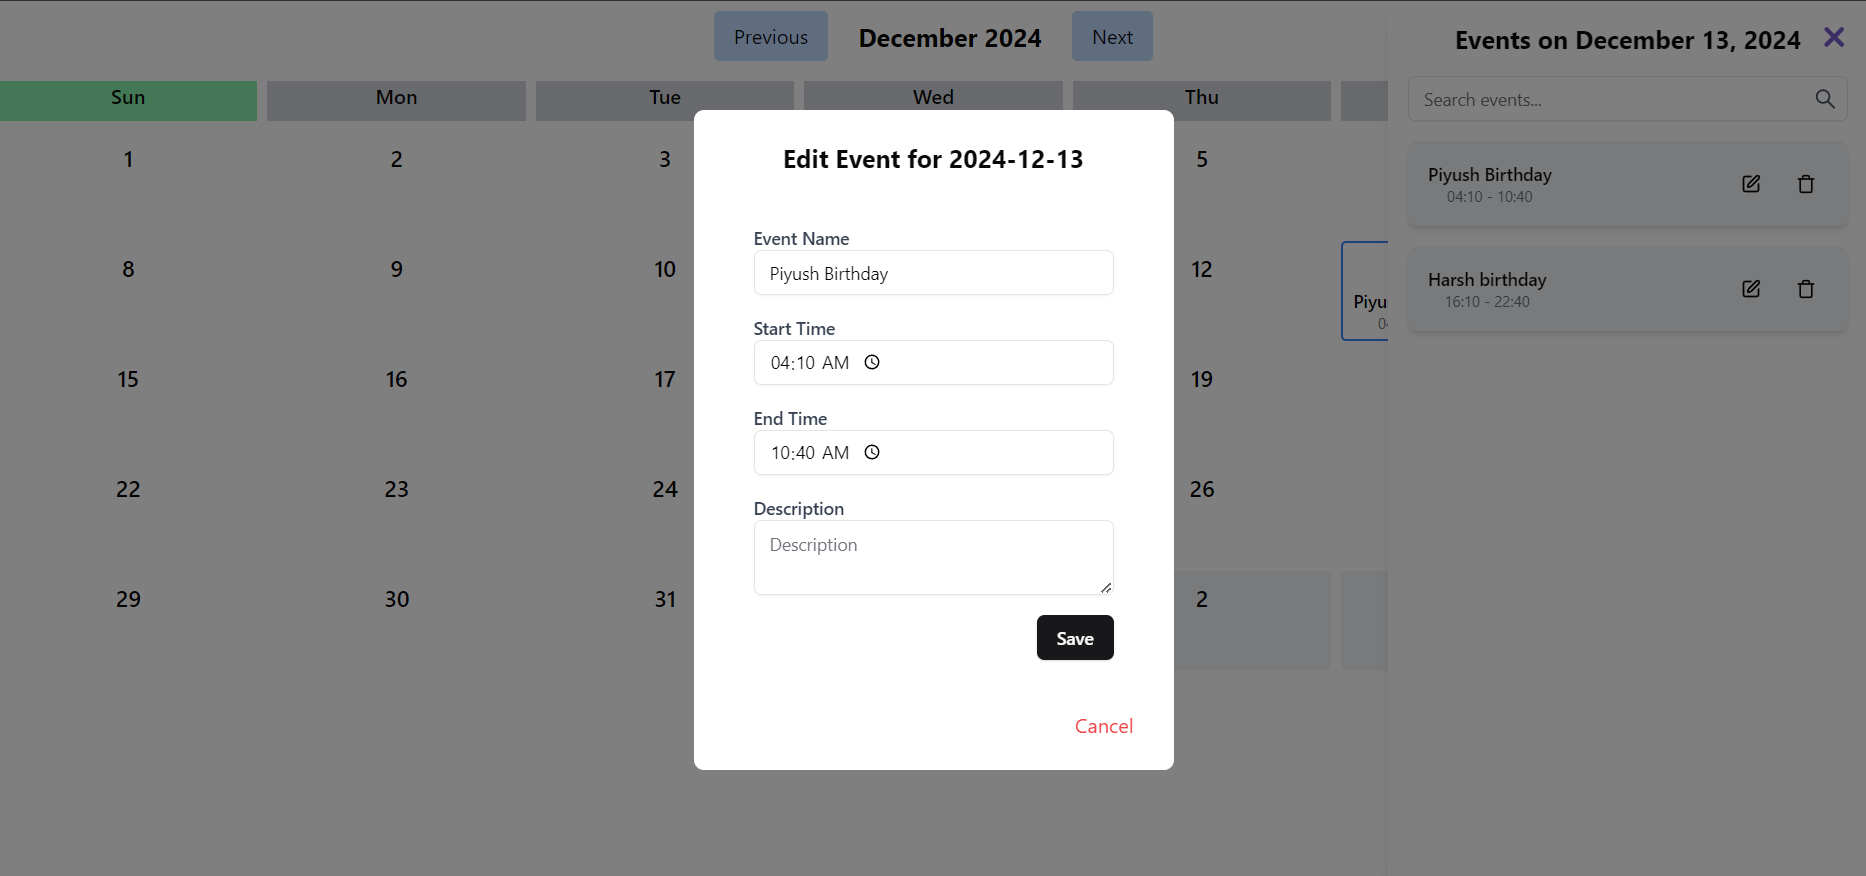 Previous December 2024 Next
Sun Mon Tue Wed Thu
1 2 3 5
8 9 10 12
Piyu
04
15 16 17 19
22 23 24 26
29 30 31 2
Edit Event for 2024-12-13
Event Name
Piyush Birthday
Start Time
04:10 AM
End Time
10:40 AM
Description
Description
Save
Cancel
Events on December 13, 2024
Search events...
Piyush Birthday
04:10 - 10:40
Harsh birthday
16:10 - 22:40